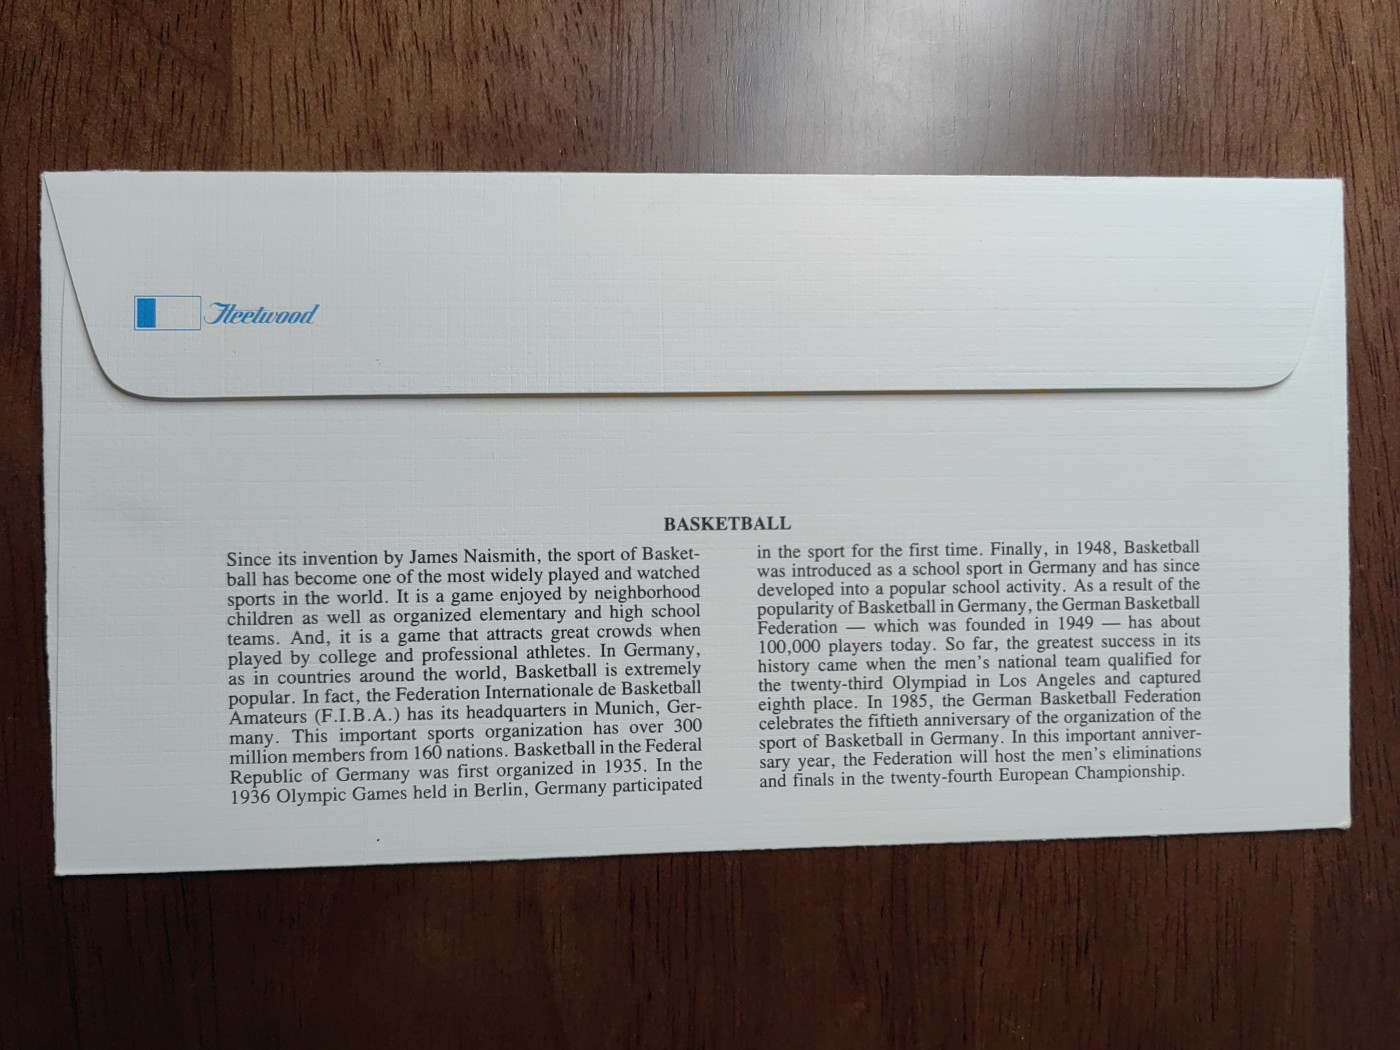 Fleetwood
BASKETBALL
Since its invention by James Naismith, the sport of Basket-
ball has become one of the most widely played and watched
sports in the world. It is a game enjoyed by neighborhood
children as well as organized elementary and high school
teams. And, it is a game that attracts great crowds when
played by college and professional athletes. In Germany,
as in countries around the world, Basketball is extremely
popular. In fact, the Federation Internationale de Basketball
Amateurs (F.I.B.A.) has its headquarters in Munich, Ger-
many. This important sports organization has over 300
million members from 160 nations. Basketball in the Federal
Republic of Germany was first organized in 1935. In the
1936 Olympic Games held in Berlin, Germany participated
in the sport for the first time. Finally, in 1948, Basketball
was introduced as a school sport in Germany and has since
developed into a popular school activity. As a result of the
popularity of Basketball in Germany, the German Basketball
Federation — which was founded in 1949 — has about
100,000 players today. So far, the greatest success in its
history came when the men's national team qualified for
the twenty-third Olympiad in Los Angeles and captured
eighth place. In 1985, the German Basketball Federation
celebrates the fiftieth anniversary of the organization of the
sport of Basketball in Germany. In this important anniver-
sary year, the Federation will host the men's eliminations
and finals in the twenty-fourth European Championship.